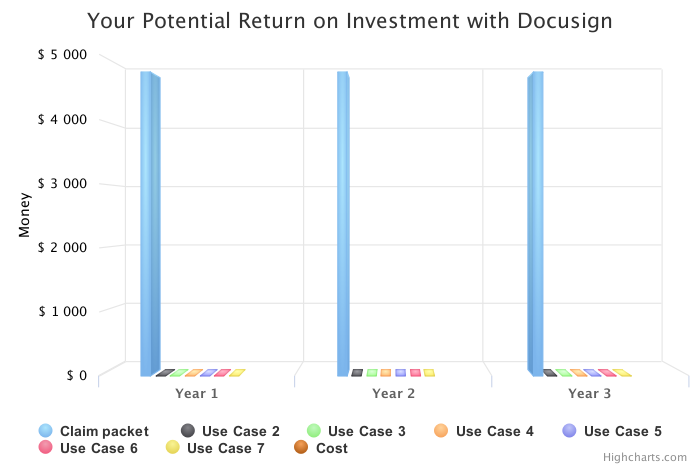 Your Potential Return on Investment with Docusign
$ 5 000
$ 4 000
$ 3 000
$ 2 000
$ 1 000
$ 0
Money
Year 1 Year 2 Year 3
Claim packet Use Case 2 Use Case 3 Use Case 4 Use Case 5
Use Case 6 Use Case 7 Cost
Highcharts.com